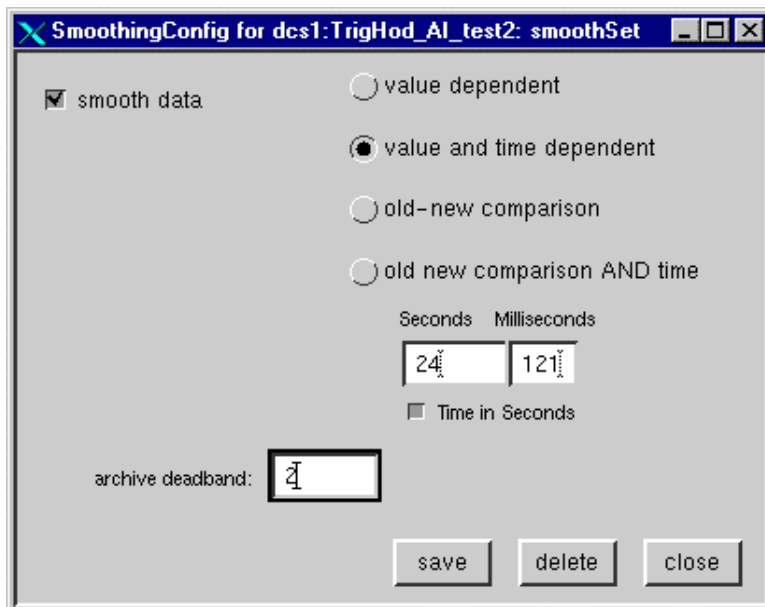 SmoothingConfig for dcs1:TrigHod_AI_test2: smoothSet
smooth data
value dependent
value and time dependent
old-new comparison
old new comparison AND time
Seconds Milliseconds
24 121
Time in Seconds
archive deadband: 2
save delete close